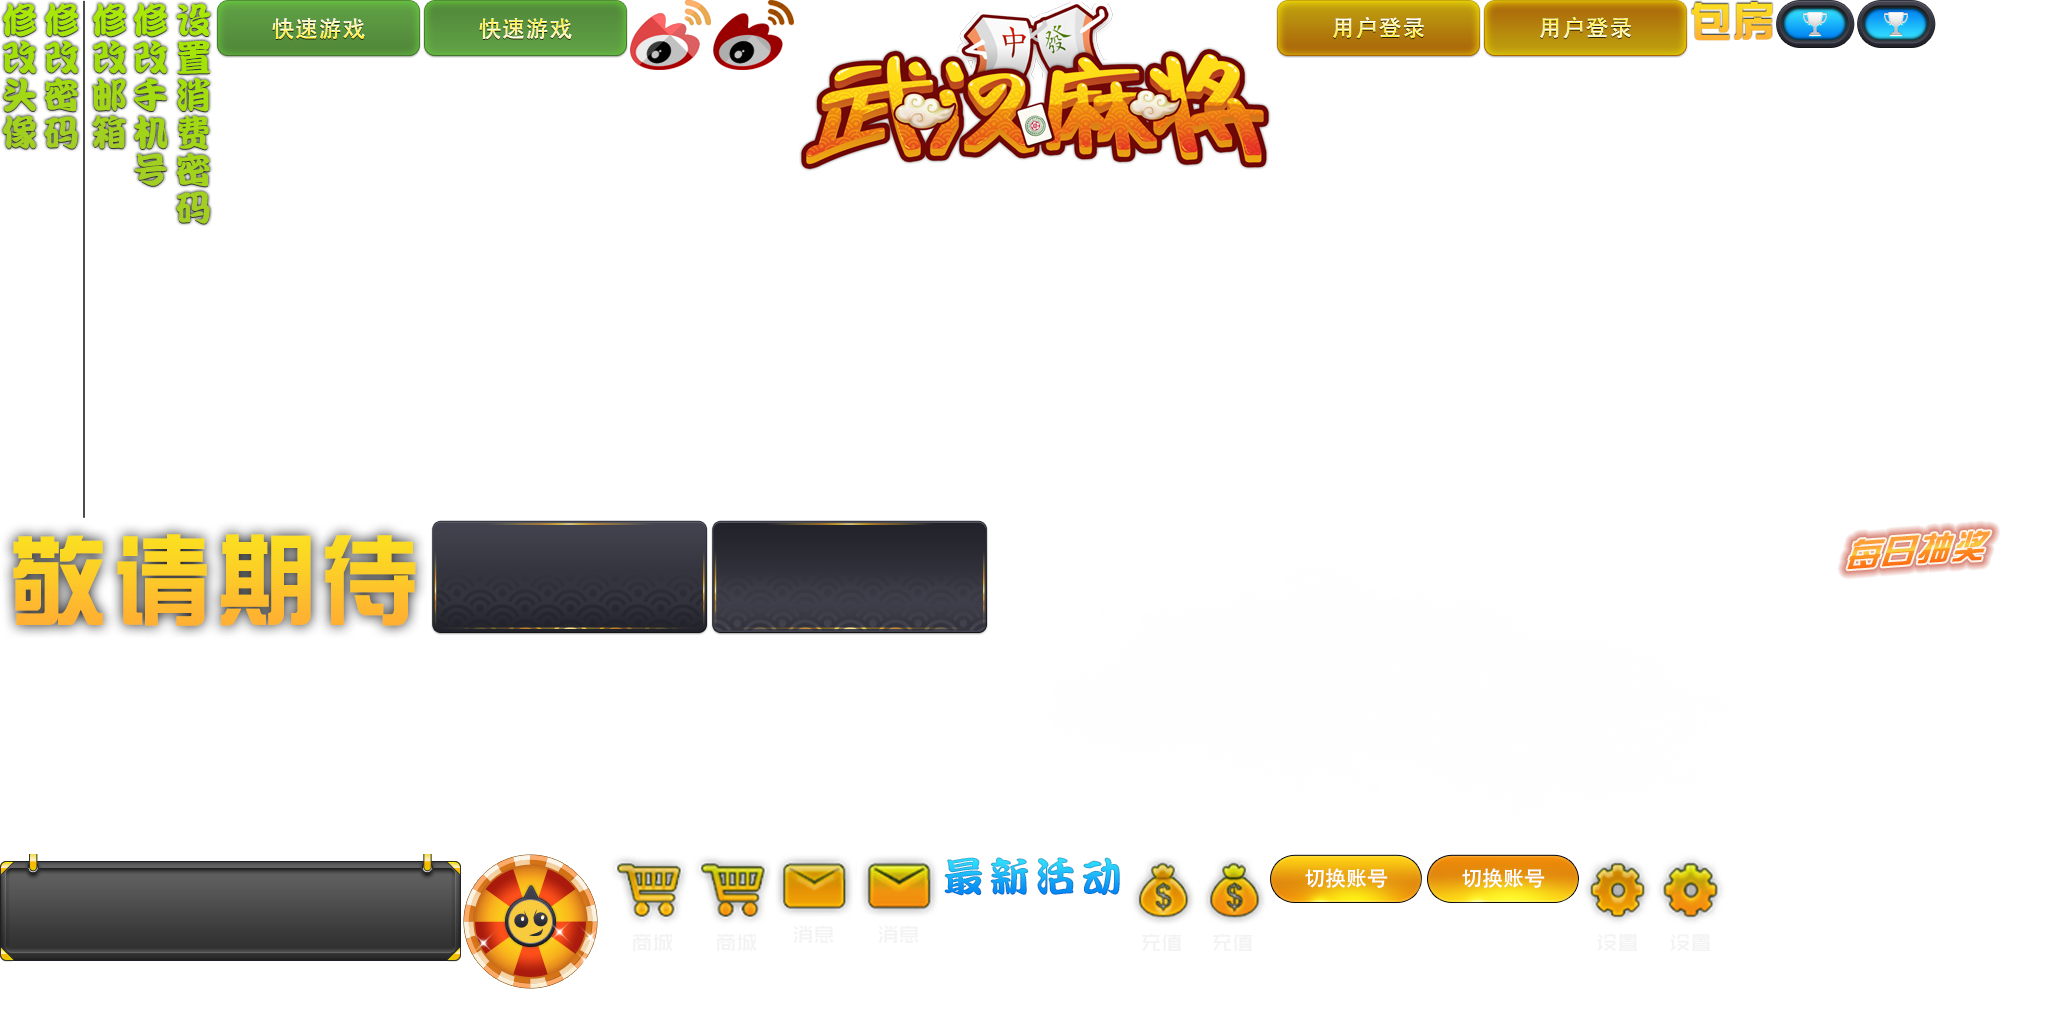 修改头像
修改密码
修改邮箱
修改手机号
设置消费密码
快速游戏
快速游戏
中
發
武汉麻将
用户登录
用户登录
包房
敬请期待
每日抽奖
商城
商城
消息
消息
最新活动
$
充值
$
充值
切换账号
切换账号
设置
设置